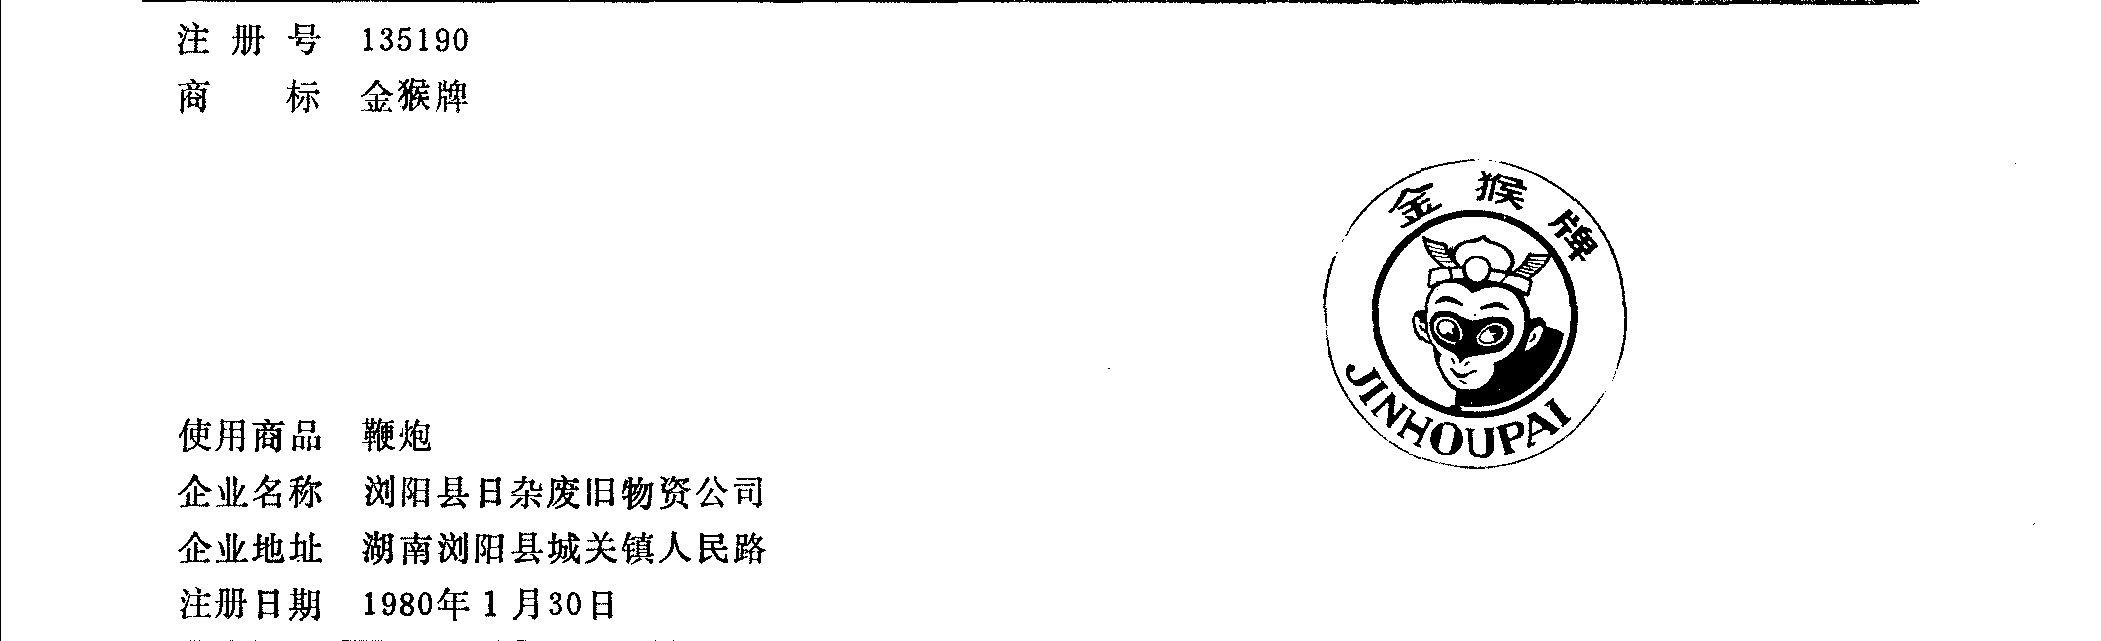 注册号 135190
商标 金猴牌
金猴牌
JINHOUPAI
使用商品 鞭炮
企业名称 浏阳县日杂废旧物资公司
企业地址 湖南浏阳县城关镇人民路
注册日期 1980年1月30日